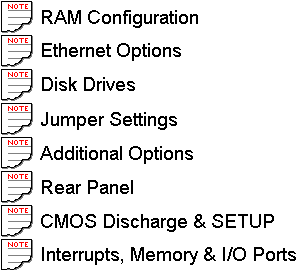 NOTE RAM Configuration
NOTE Ethernet Options
NOTE Disk Drives
NOTE Jumper Settings
NOTE Additional Options
NOTE Rear Panel
NOTE CMOS Discharge & SETUP
NOTE Interrupts, Memory & I/O Ports